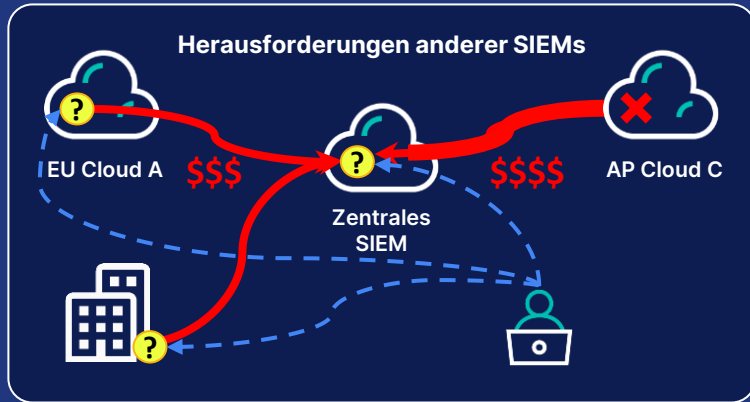 Herausforderungen anderer SIEMs
?
?
EU Cloud A
$$$
$$$$
AP Cloud C
Zentrales
SIEM
?